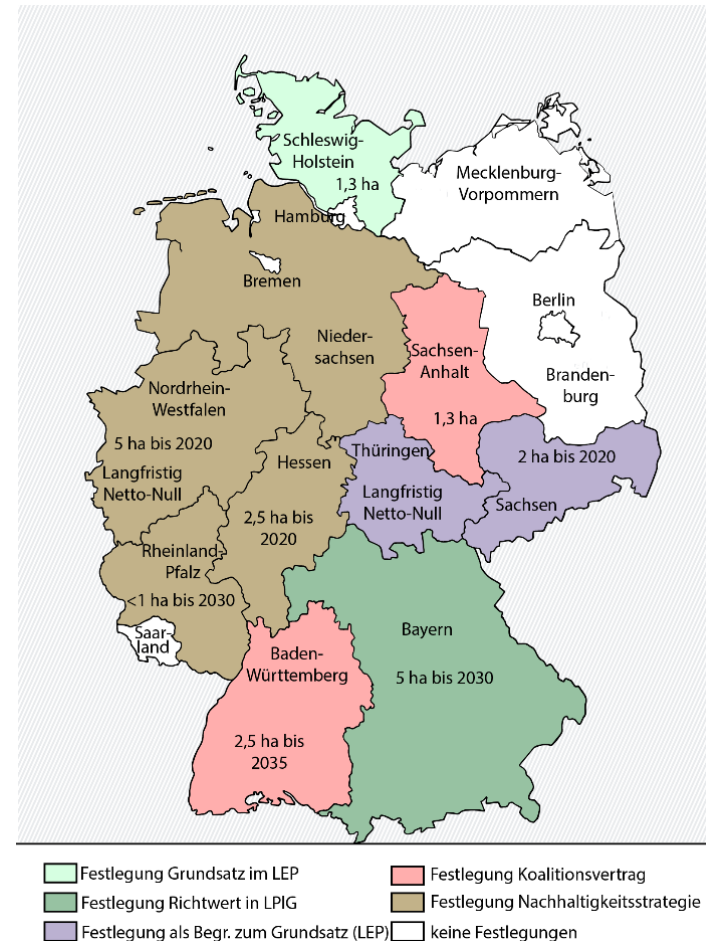 Schleswig-
Holstein
1,3 ha
Mecklenburg-
Vorpommern
Hamburg
Bremen
Berlin
Nieder-
sachsen
Sachsen-
Anhalt
1,3 ha
Branden-
burg
Nordrhein-
Westfalen
5 ha bis 2020
Langfristig
Netto-Null
Hessen
2,5 ha bis
2020
Thüringen
Langfristig
Netto-Null
2 ha bis 2020
Sachsen
Rheinland-
Pfalz
<1 ha bis 2030
Saar-
land
Bayern
5 ha bis 2030
Baden-
Württemberg
2,5 ha bis
2035
Festlegung Grundsatz im LEP
Festlegung Richtwert in LPlG
Festlegung als Begr. zum Grundsatz (LEP)
Festlegung Koalitionsvertrag
Festlegung Nachhaltigkeitsstrategie
keine Festlegungen